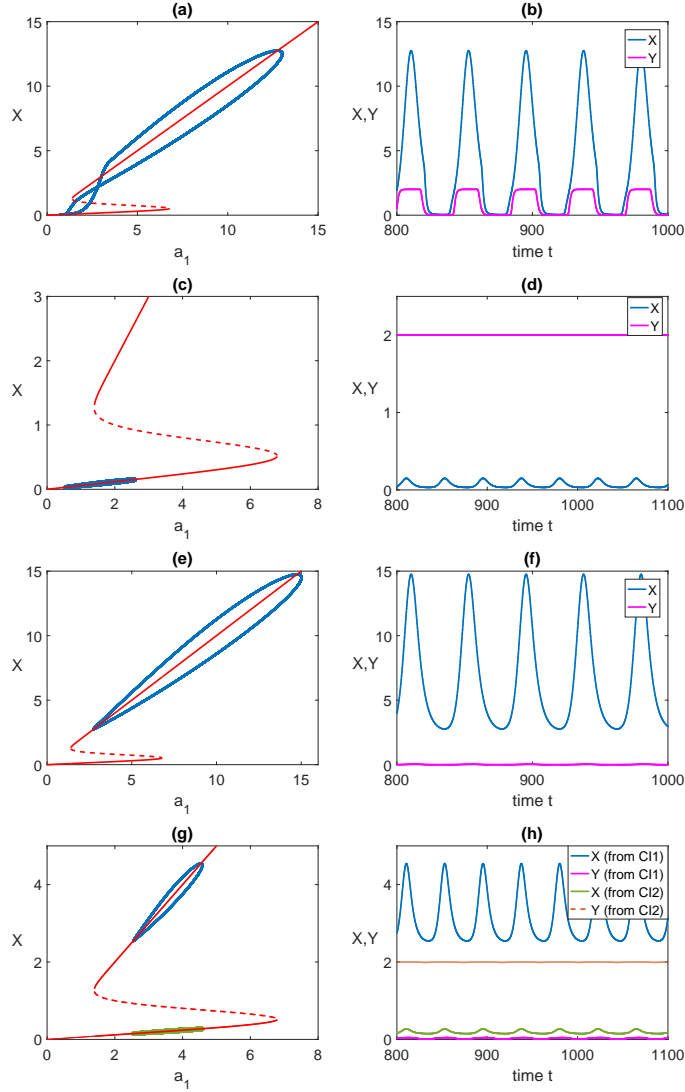 (a)
15
10
5
0
X
0
5
10
15
a1
(b)
15
10
5
0
X,Y
800
900
1000
time t
X
Y
(c)
3
2
1
0
X
0
2
4
6
8
a1
(d)
2
1
0
X,Y
800
900
1000
1100
time t
X
Y
(e)
15
10
5
0
X
0
5
10
15
a1
(f)
15
10
5
0
X,Y
800
900
1000
time t
X
Y
(g)
4
2
0
X
0
2
4
6
8
a1
(h)
4
2
0
X,Y
800
900
1000
1100
time t
X (from CI1)
Y (from CI1)
X (from CI2)
Y (from CI2)